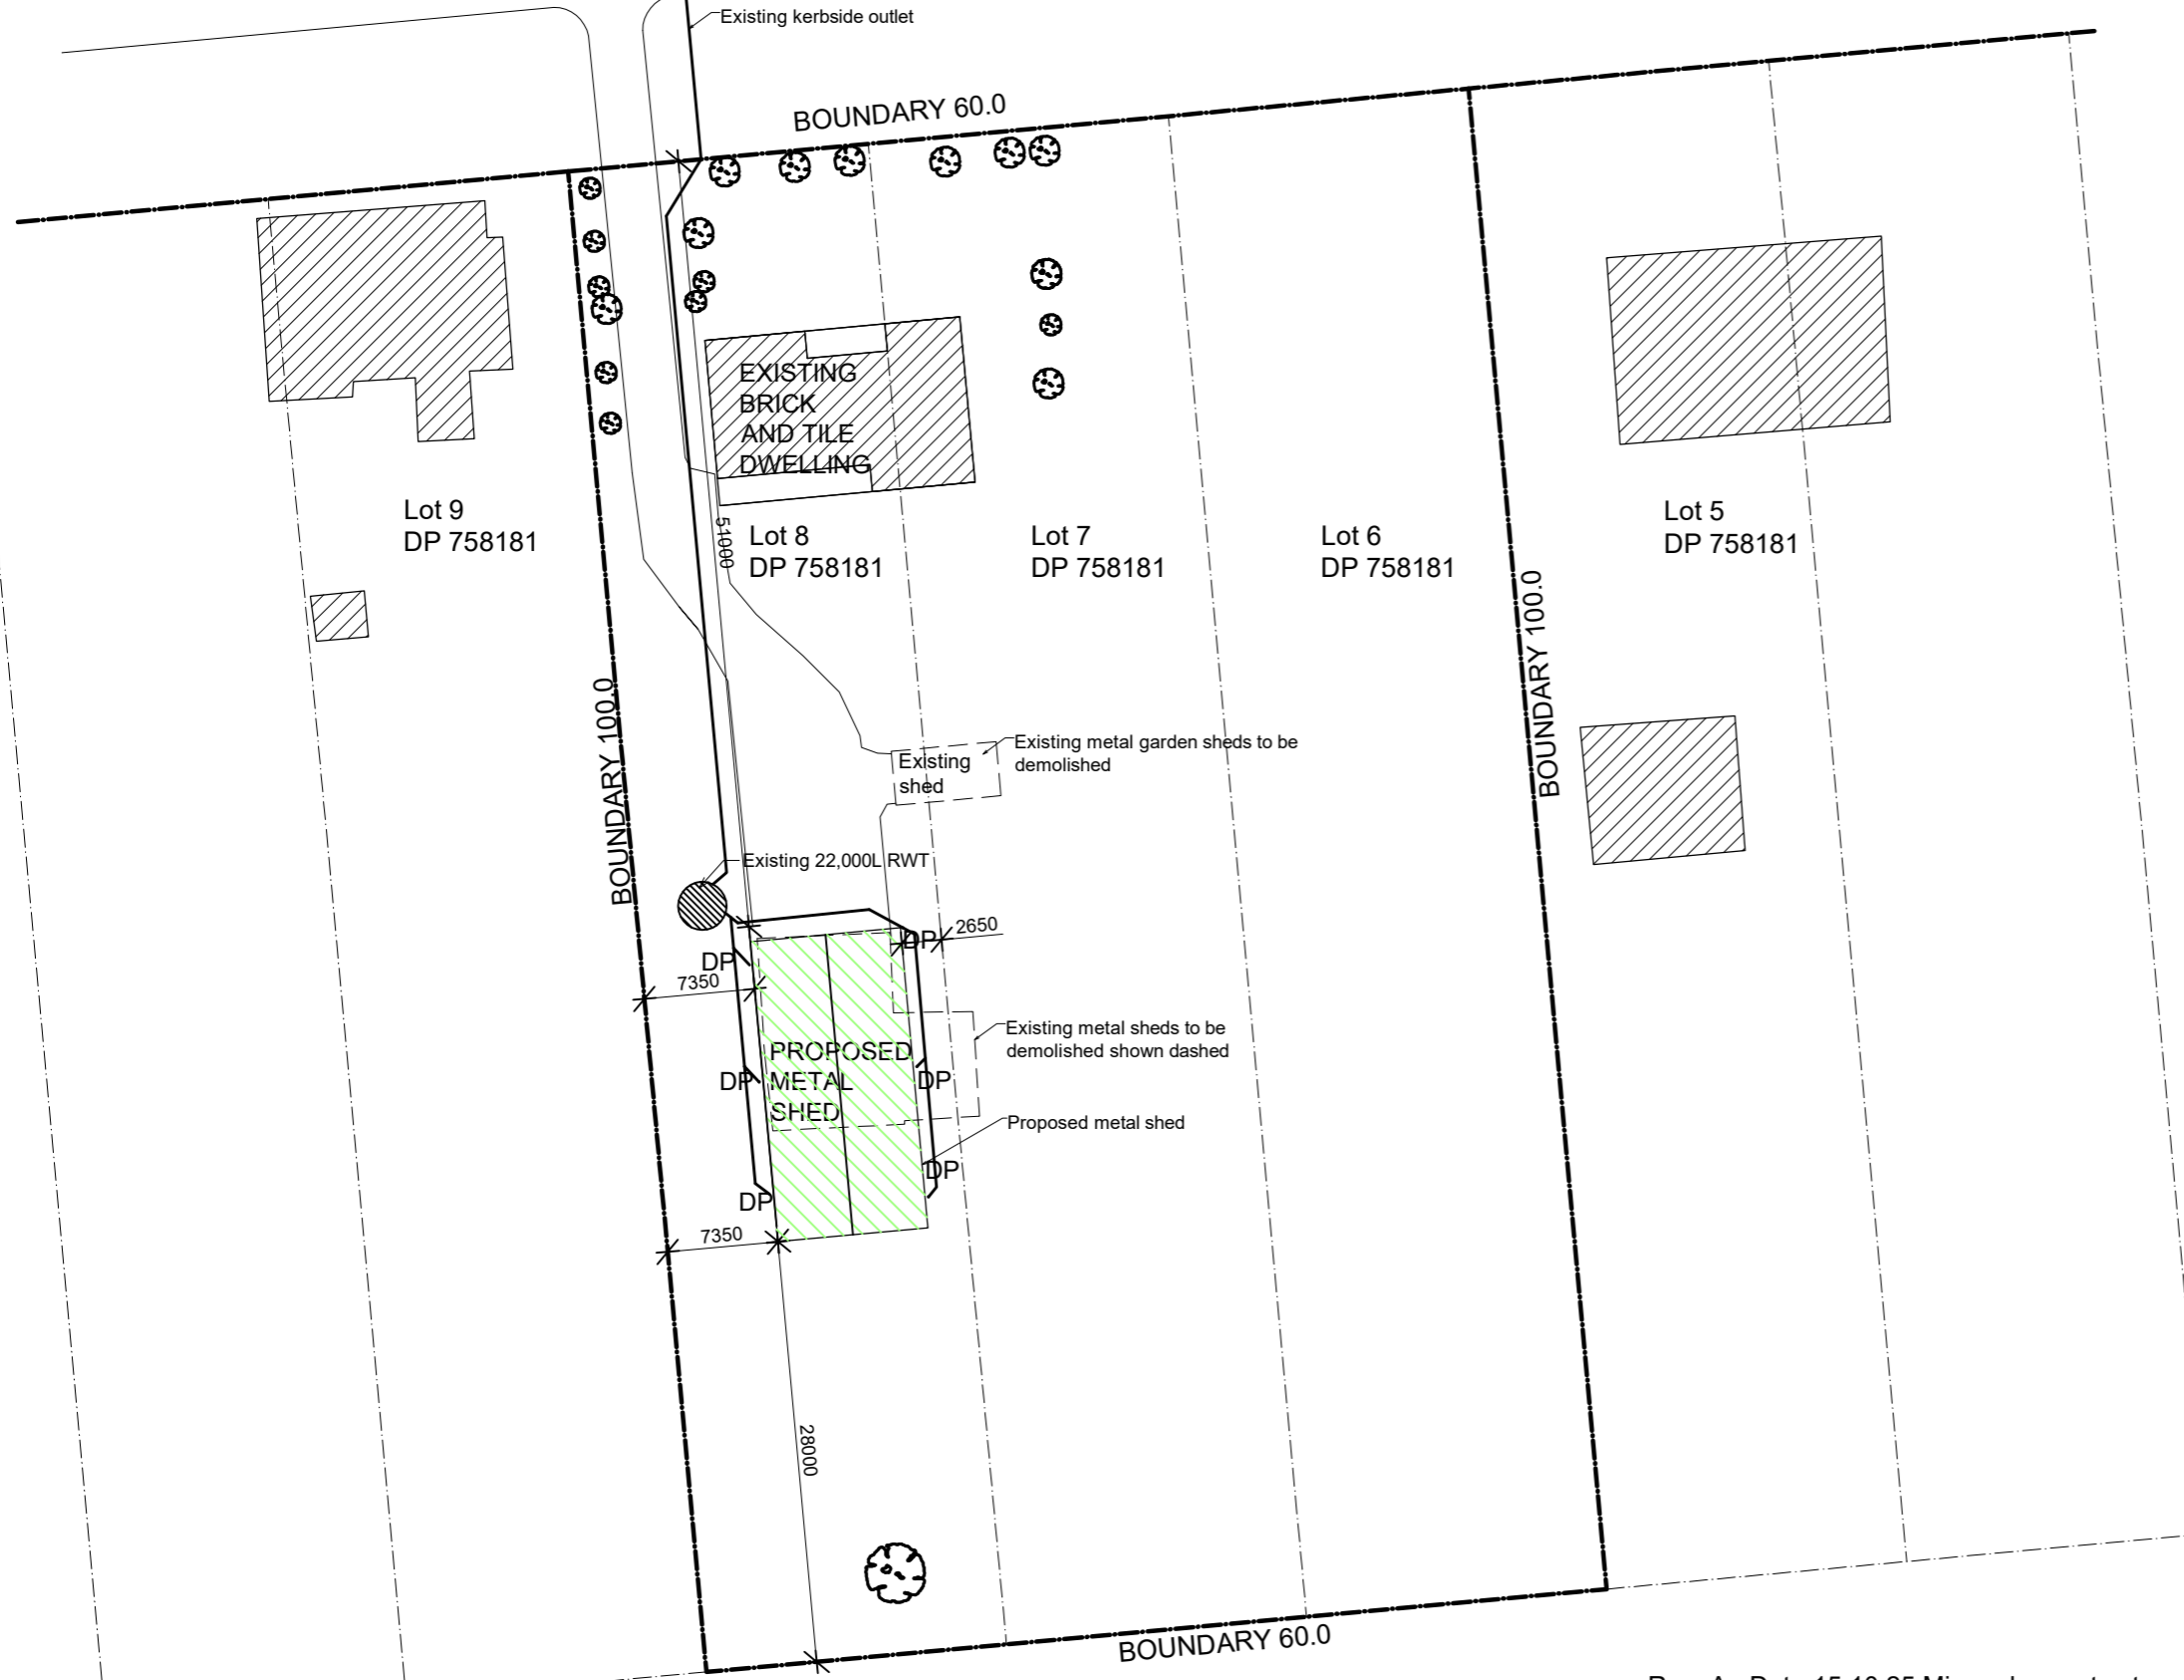 Existing kerbside outlet
BOUNDARY 60.0
EXISTING
BRICK
AND TILE
DWELLING
Lot 9
DP 758181
51000
Lot 8
DP 758181
Lot 7
DP 758181
Lot 6
DP 758181
Lot 5
DP 758181
BOUNDARY 100.0
BOUNDARY 100.0
Existing
shed
Existing metal garden sheds to be
demolished
Existing 22,000L RWT
DP
2650
DP
7350
Existing metal sheds to be
demolished shown dashed
PROPOSED
METAL
SHED
DP
DP
Proposed metal shed
DP
DP
7350
28000
BOUNDARY 60.0